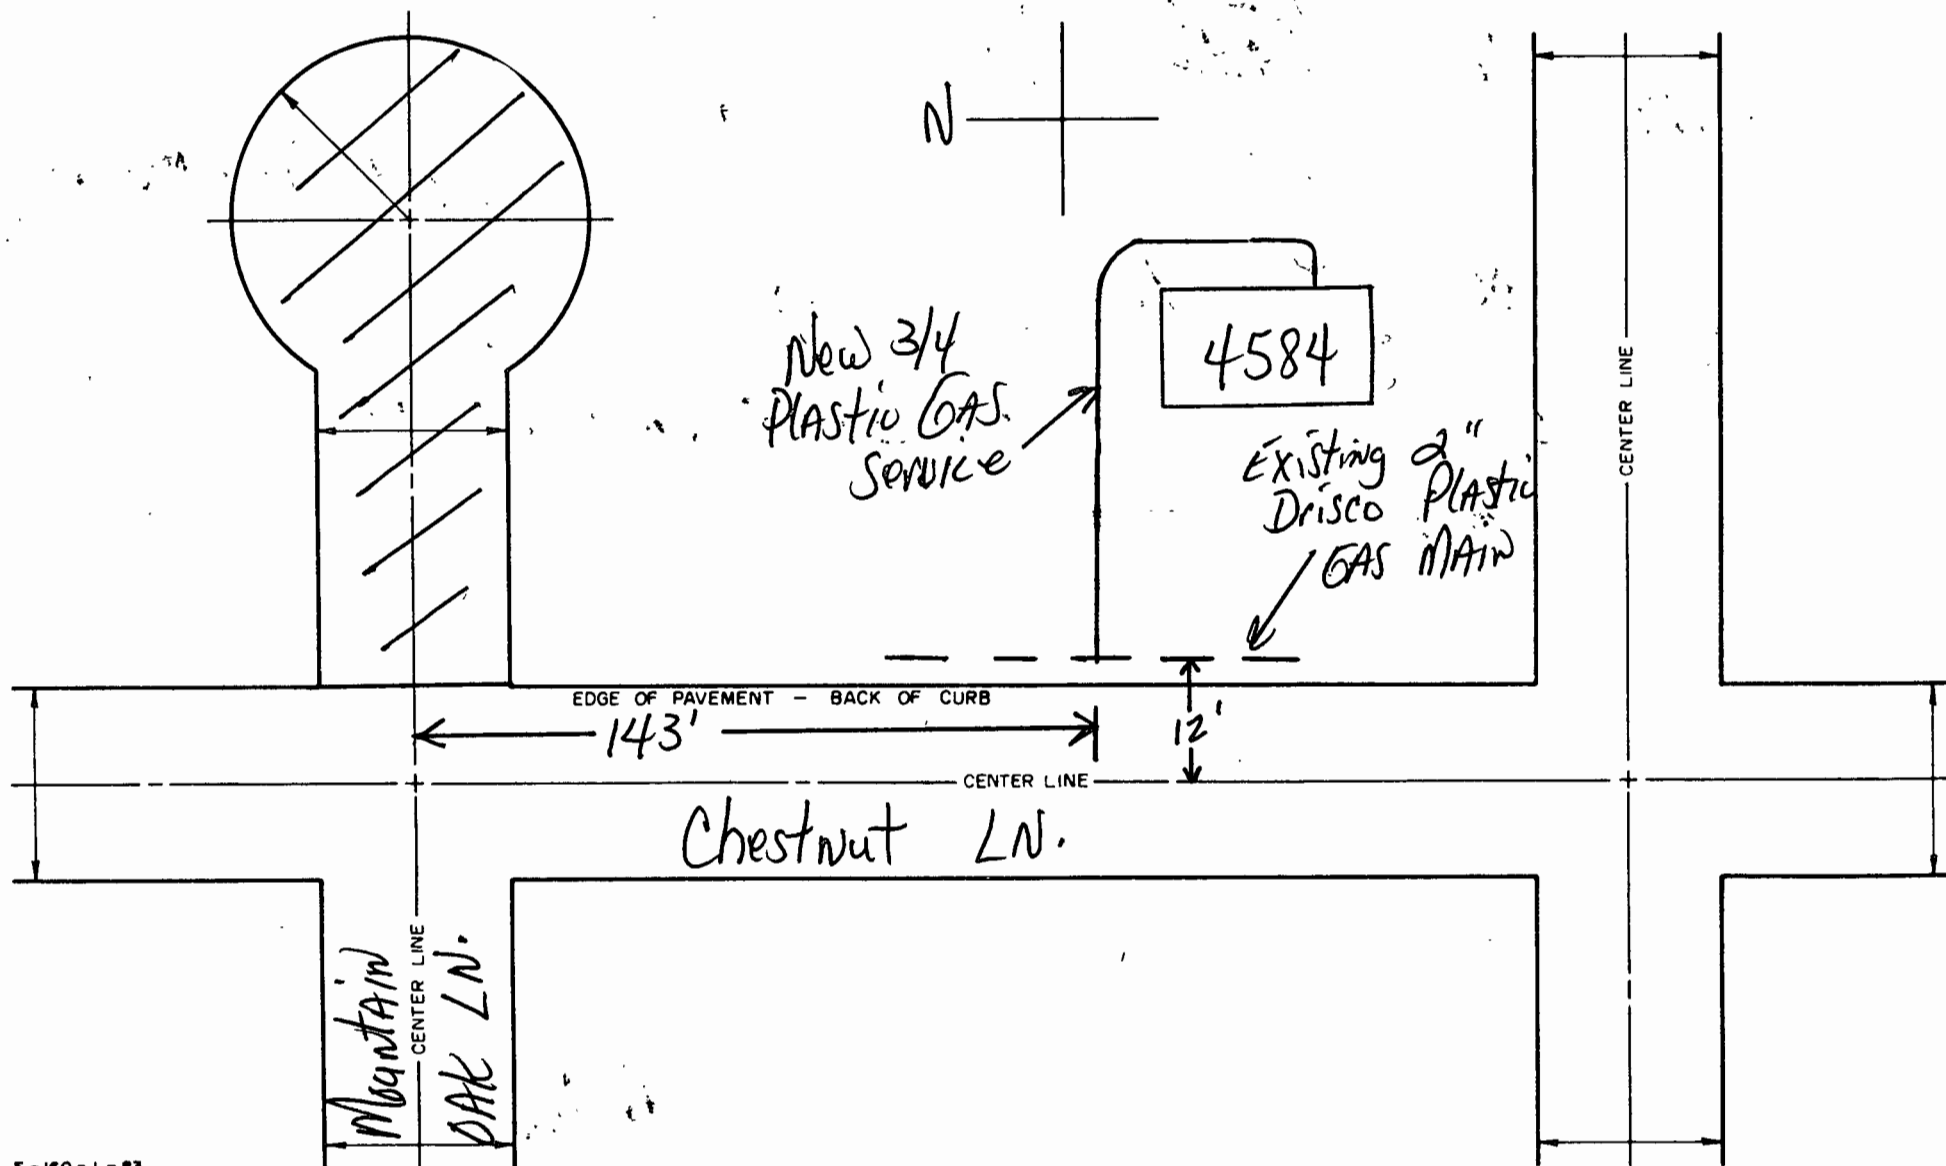 N
New 3/4
Plastic GAS
Service
4584
Existing 2"
Drisco Plastic
GAS MAIN
CENTER LINE
EDGE OF PAVEMENT — BACK OF CURB
143'
12'
CENTER LINE
Chestnut LN.
Mountain
CENTER LINE
OAK LN.